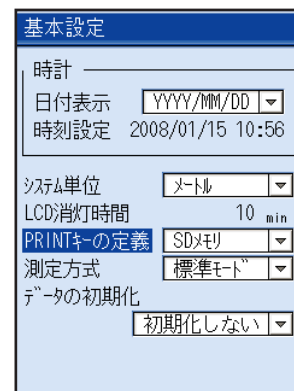 基本設定
時計
日付表示 YYYY/MM/DD
時刻設定 2008/01/15 10:56
ｼｽﾃﾑ単位 ﾒｰﾄﾙ
LCD消灯時間 10 min
PRINTｷｰの定義 SDﾒﾓﾘ
測定方式 標準ﾓｰﾄﾞ
ﾃﾞｰﾀの初期化
初期化しない